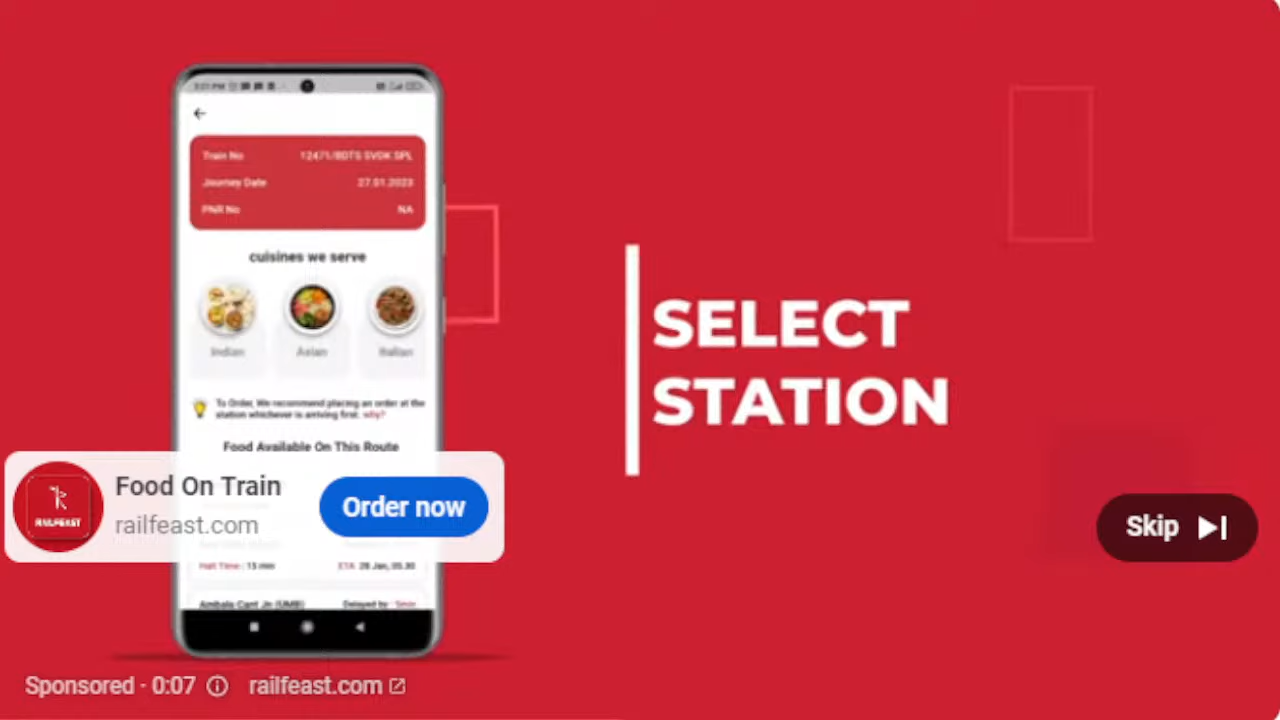 Train No 12471/BDTS SVDK SPL
Journey Date 27.01.2023
PNR No NA
cuisines we serve
Indian Asian Italian
To Order, We recommend placing an order at the
station whichever is arriving first. why?
Food Available On This Route
Halt Time : 15 min ETA 28 Jan, 05.30
Ambala Cant Jn (UMB) Delayed by :
SELECT
STATION
RAILFEAST
Food On Train
railfeast.com
Order now
Skip
Sponsored · 0:07 railfeast.com